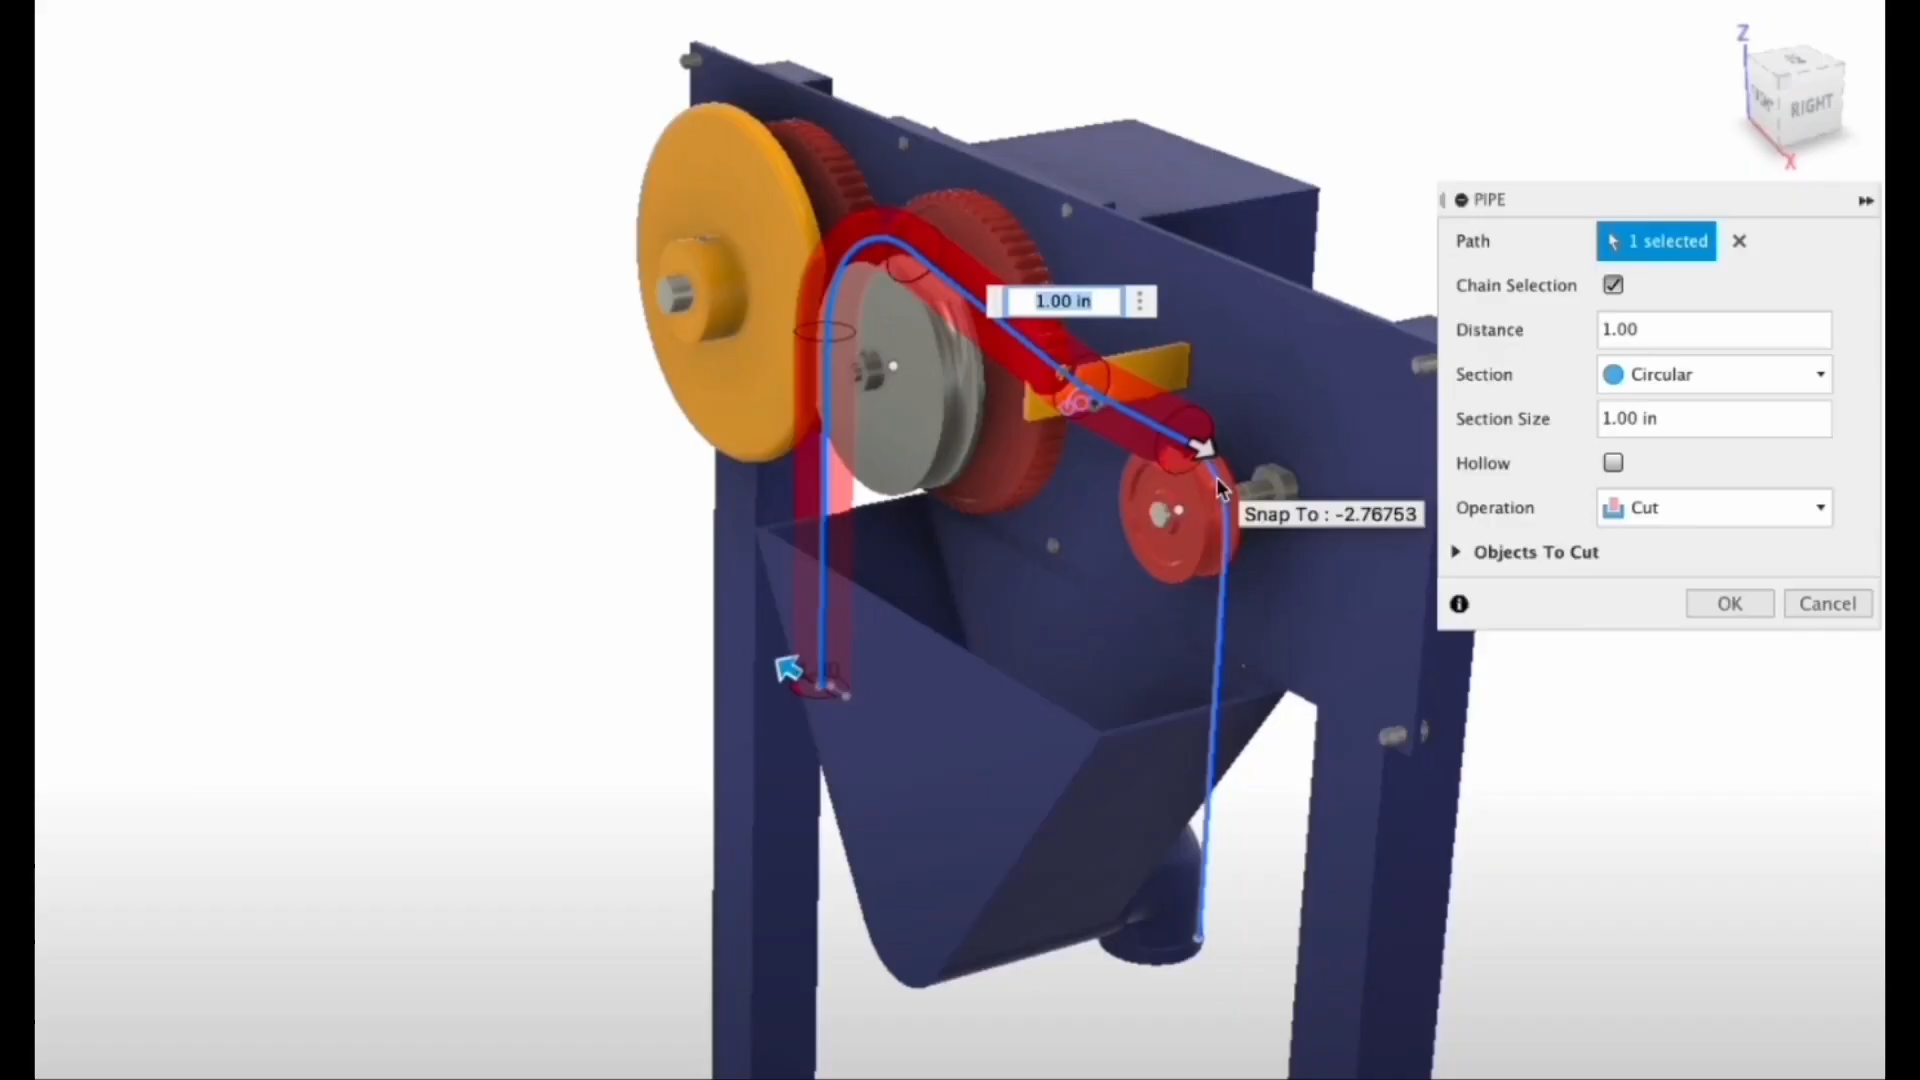 Z
RIGHT
X
PIPE
Path 1 selected
Chain Selection
Distance 1.00
Section Circular
Section Size 1.00 in
Hollow
Operation Cut
Objects To Cut
OK Cancel
1.00 in
Snap To : -2.76753